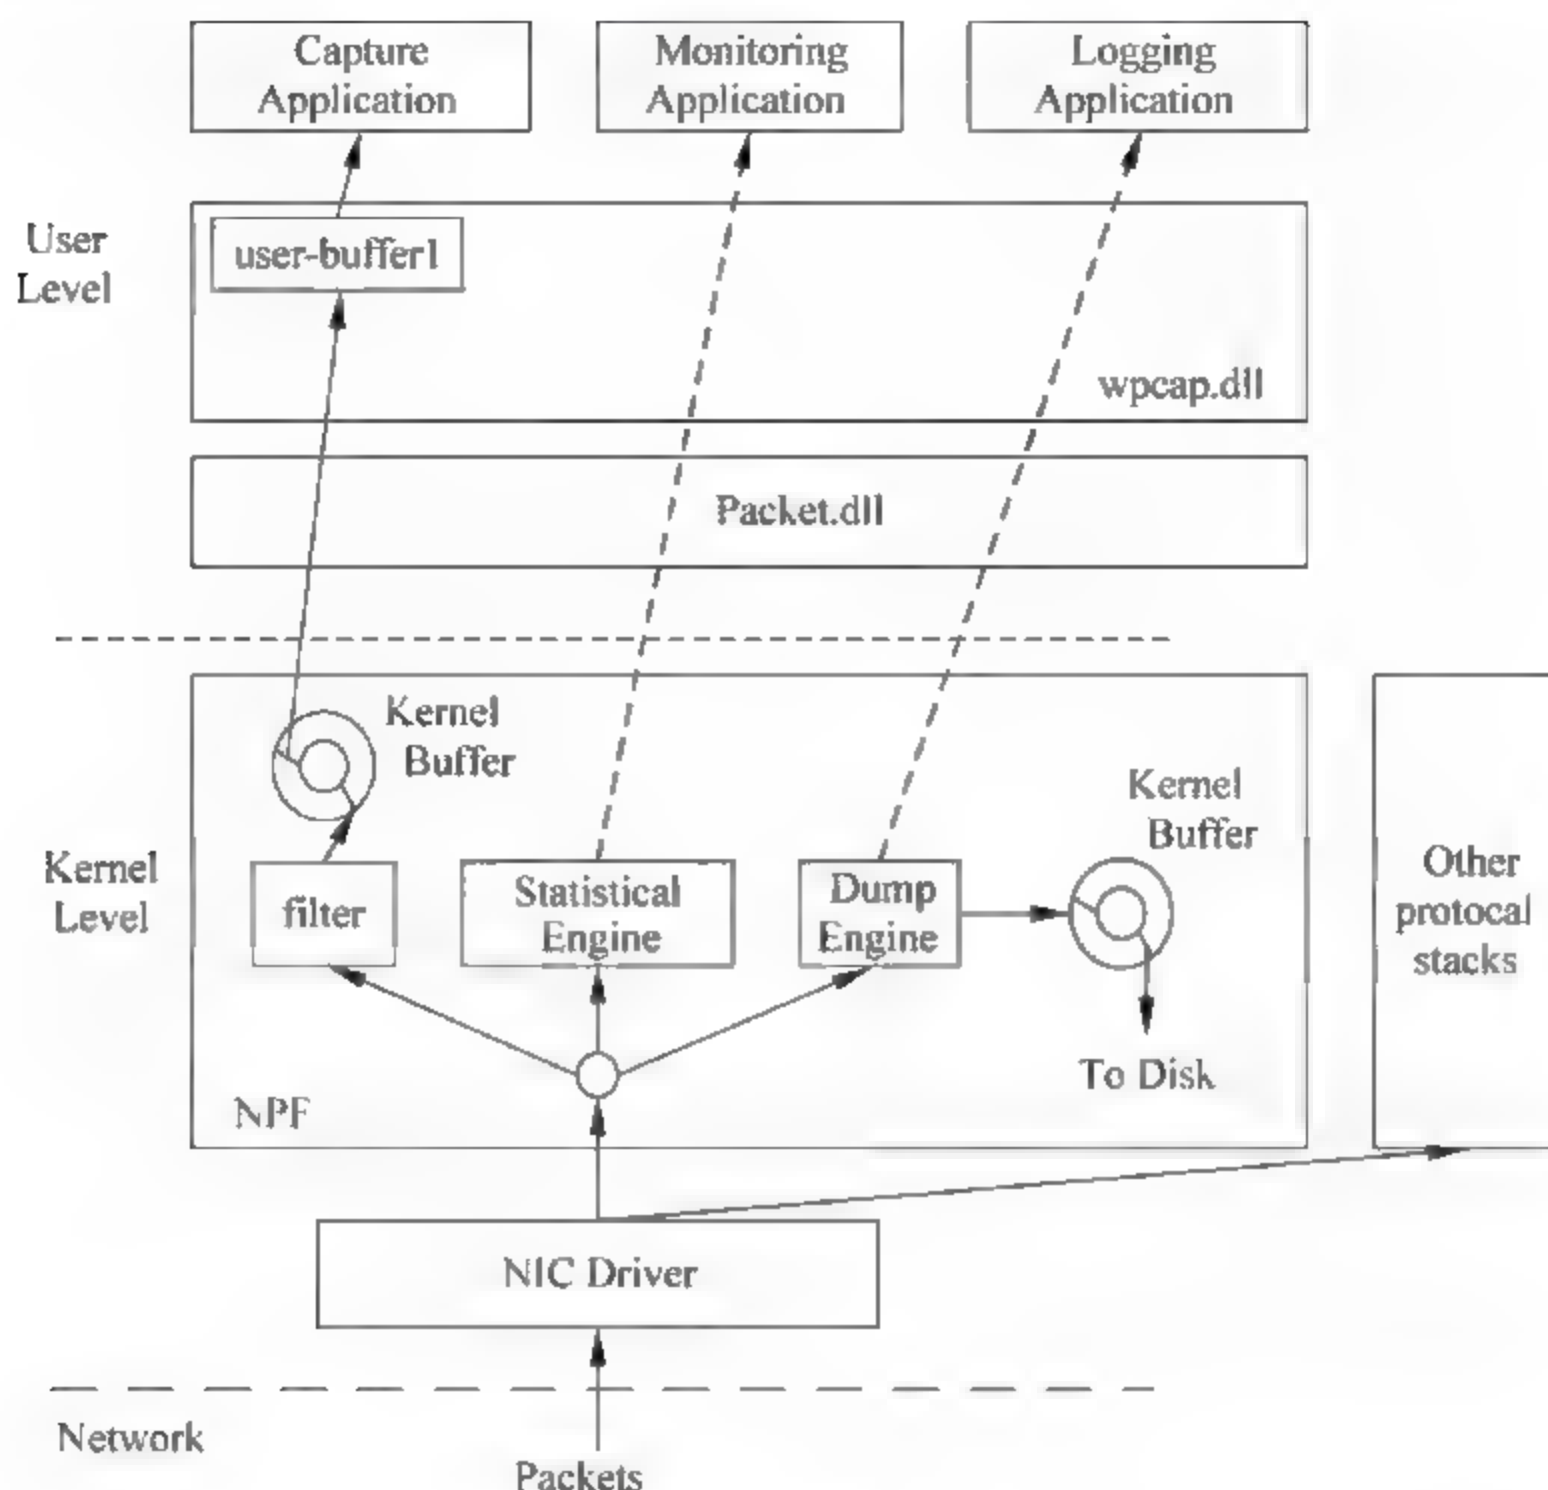 Capture
Application
Monitoring
Application
Logging
Application
User
Level
user-buffer1
wpcap.dll
Packet.dll
Kernel
Buffer
Kernel
Buffer
Kernel
Level
filter
Statistical
Engine
Dump
Engine
Other
protocal
stacks
To Disk
NPF
NIC Driver
Network
Packets